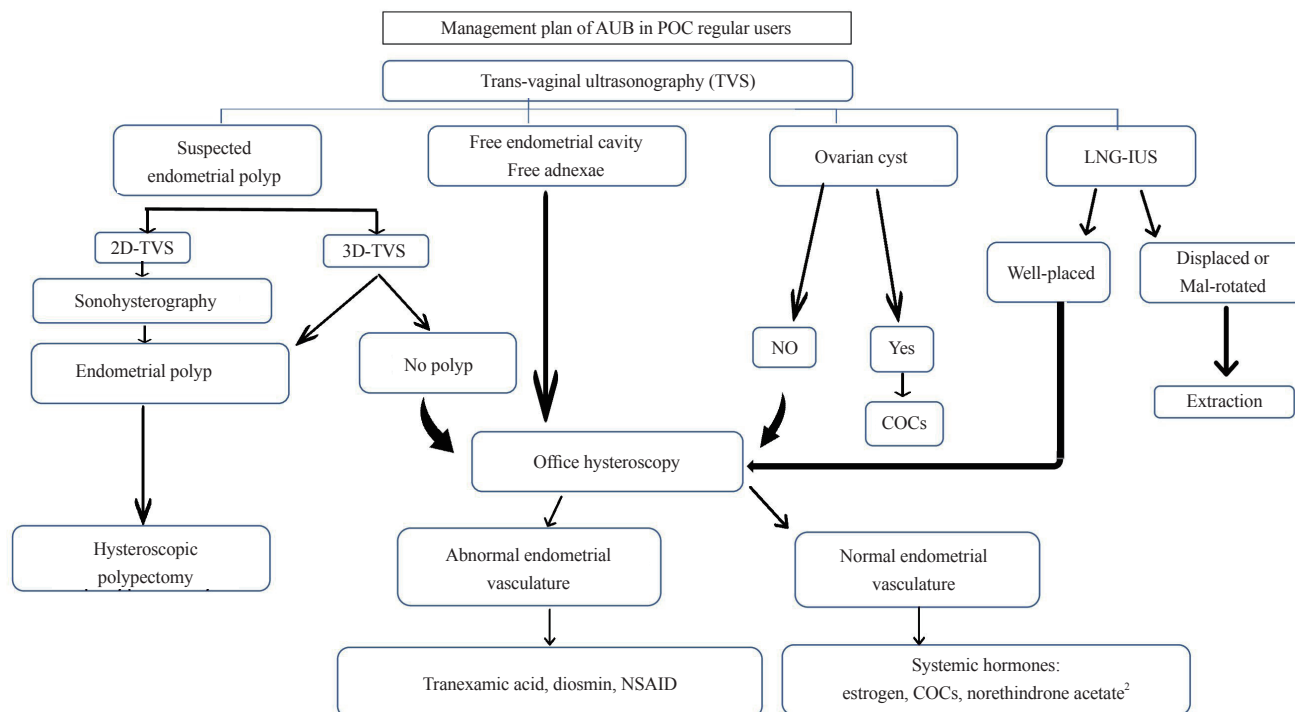 Management plan of AUB in POC regular users
Trans-vaginal ultrasonography (TVS)
Suspected
endometrial polyp
Free endometrial cavity
Free adnexae
Ovarian cyst
LNG-IUS
2D-TVS
3D-TVS
Well-placed
Displaced or
Mal-rotated
Sonohysterography
NO
Yes
Endometrial polyp
No polyp
Extraction
COCs
Office hysteroscopy
Hysteroscopic
polypectomy
Abnormal endometrial
vasculature
Normal endometrial
vasculature
Tranexamic acid, diosmin, NSAID
Systemic hormones:
estrogen, COCs, norethindrone acetate²